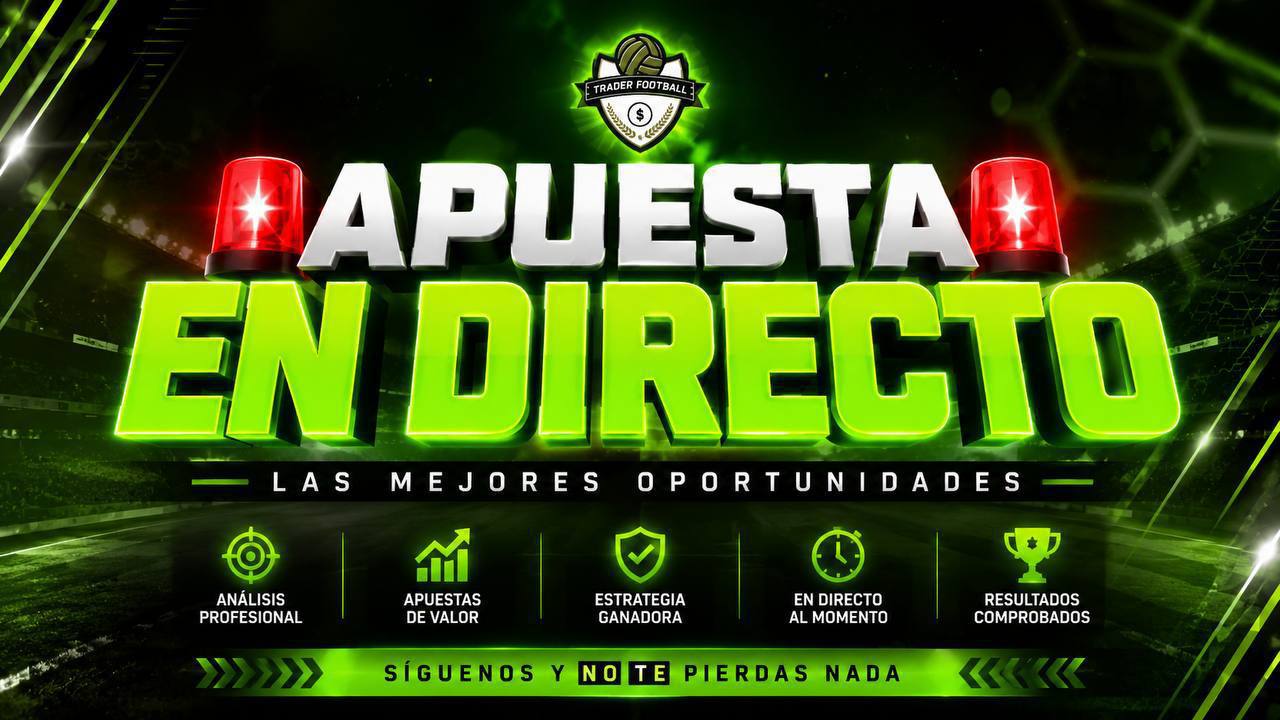 TRADER FOOTBALL
$
APUESTA
EN DIRECTO
LAS MEJORES OPORTUNIDADES
ANÁLISIS
PROFESIONAL
APUESTAS
DE VALOR
ESTRATEGIA
GANADORA
EN DIRECTO
AL MOMENTO
RESULTADOS
COMPROBADOS
SÍGUENOS Y NO TE PIERDAS NADA